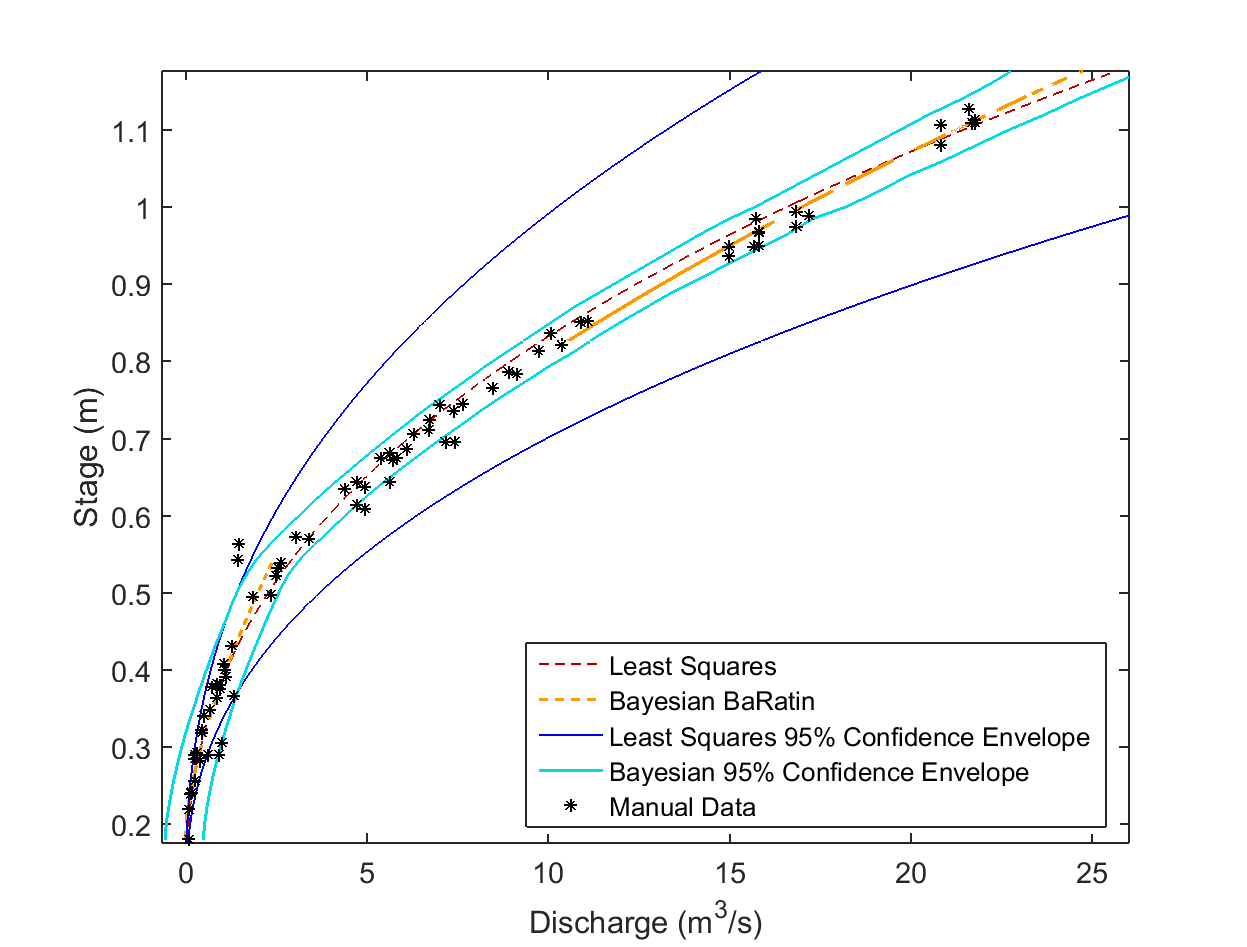 1.1
1
0.9
0.8
0.7
0.6
0.5
0.4
0.3
0.2
Stage (m)
Least Squares
Bayesian BaRatin
Least Squares 95% Confidence Envelope
Bayesian 95% Confidence Envelope
Manual Data
0 5 10 15 20 25
Discharge (m³/s)